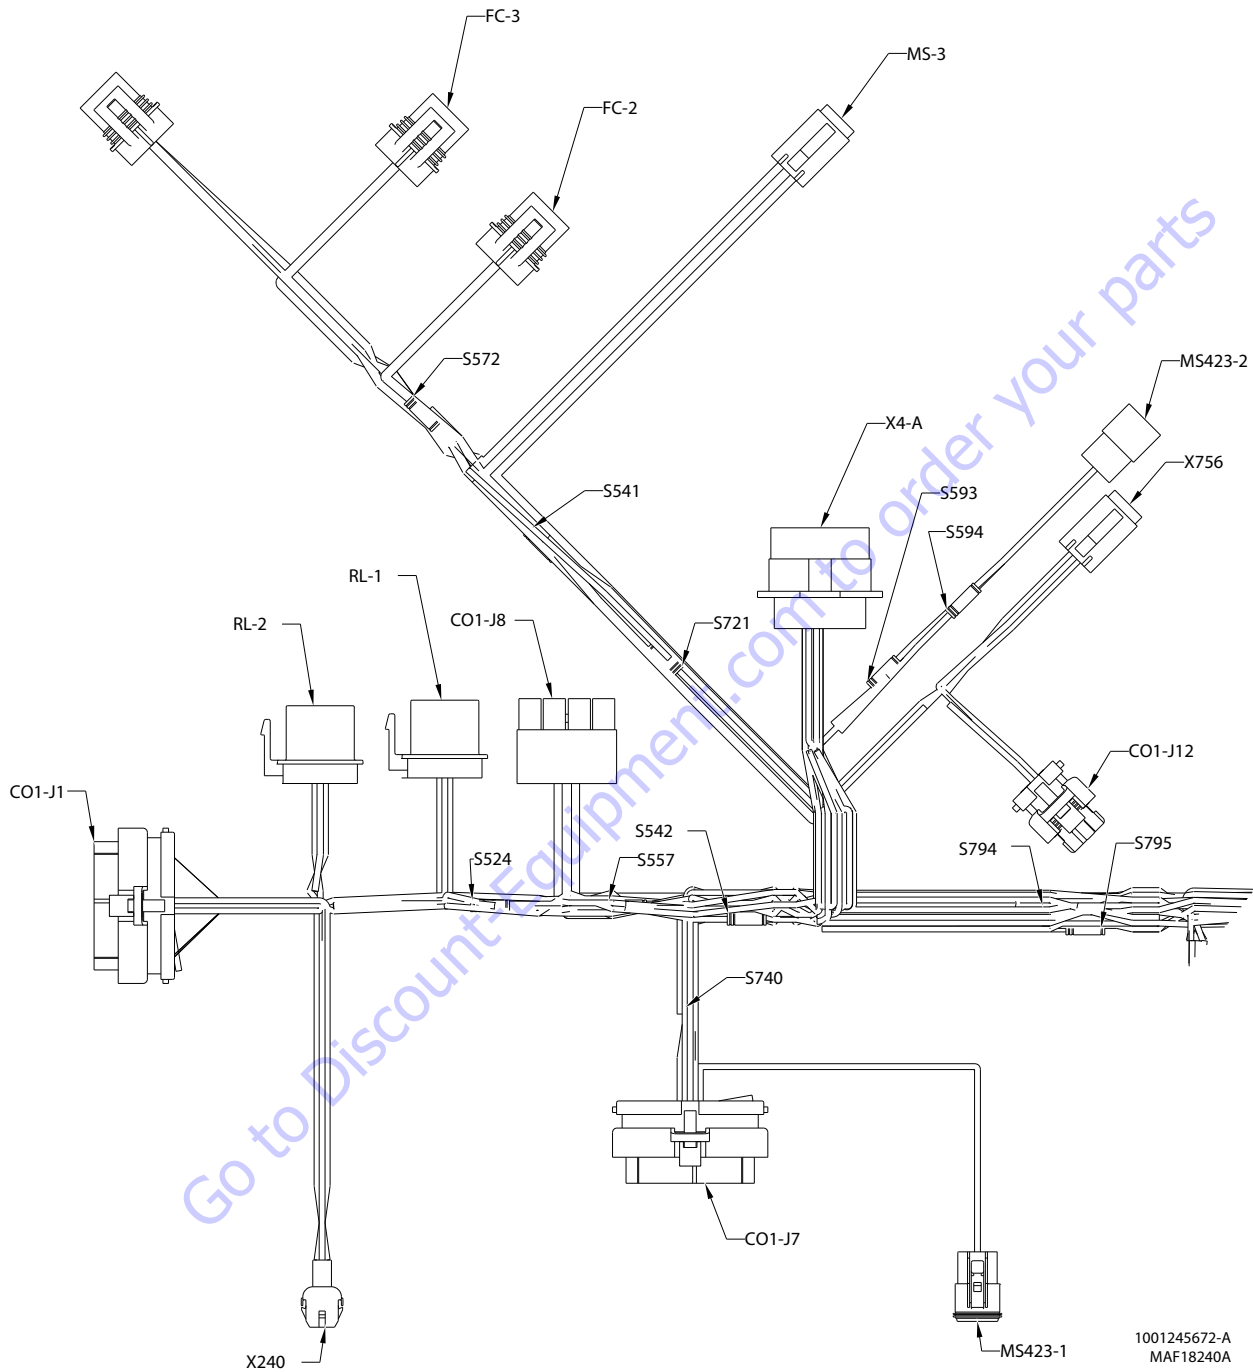 FC-3
MS-3
FC-2
S572
MS423-2
X4-A
X756
S541
S593
S594
RL-1
RL-2
CO1-J8
S721
CO1-J12
CO1-J1
S542
S524
S557
S794
S795
S740
CO1-J7
X240
MS423-1
1001245672-A
MAF18240A
Go to Discount-Equipment.com to order your parts